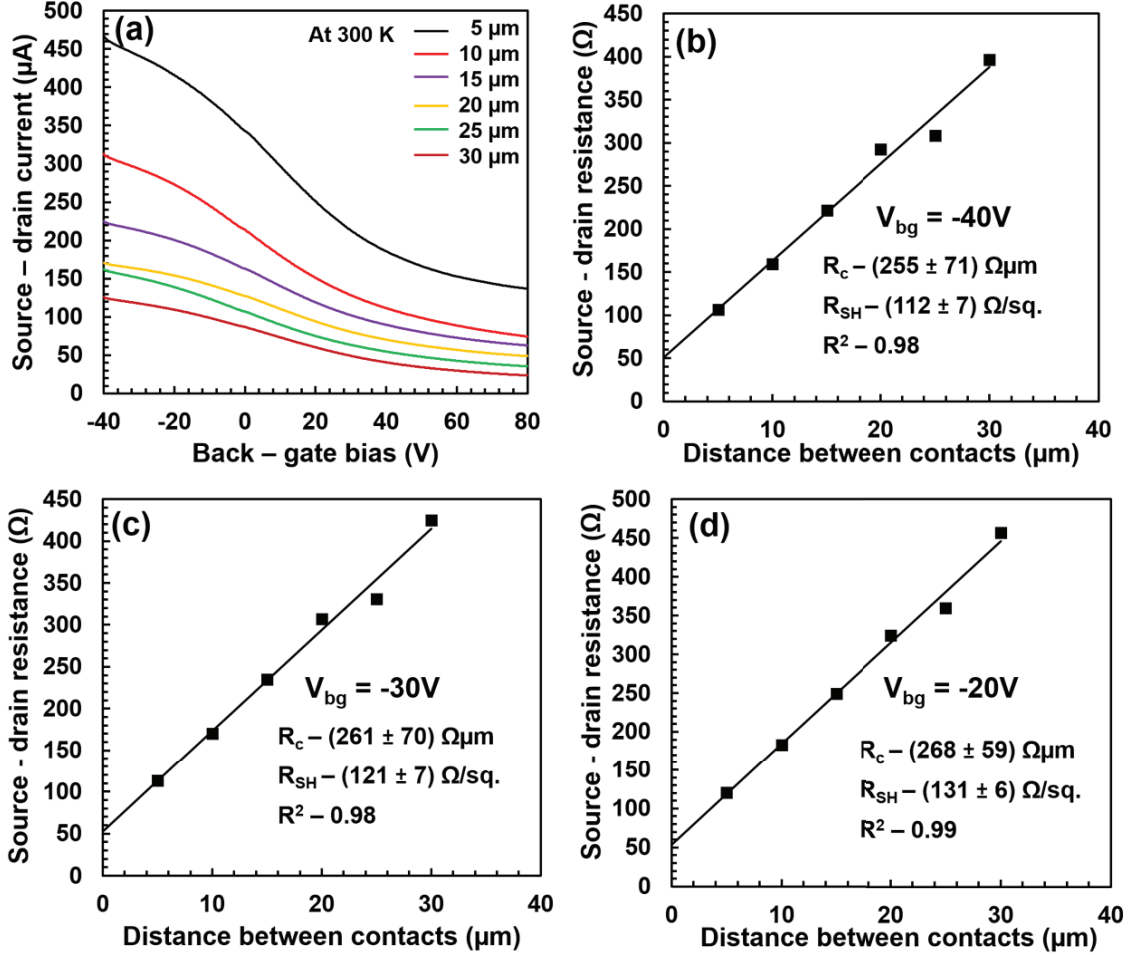 (a)
At 300 K
5 µm
10 µm
15 µm
20 µm
25 µm
30 µm
500
450
400
350
300
250
200
150
100
50
0
-40 -20 0 20 40 60 80
Source – drain current (µA)
Back – gate bias (V)
(b)
450
400
350
300
250
200
150
100
50
0
0 10 20 30 40
Source - drain resistance (Ω)
Distance between contacts (µm)
V_bg = -40V
R_c – (255 ± 71) Ωµm
R_SH – (112 ± 7) Ω/sq.
R² – 0.98
(c)
450
400
350
300
250
200
150
100
50
0
0 10 20 30 40
Source - drain resistance (Ω)
Distance between contacts (µm)
V_bg = -30V
R_c – (261 ± 70) Ωµm
R_SH – (121 ± 7) Ω/sq.
R² – 0.98
(d)
500
450
400
350
300
250
200
150
100
50
0
0 10 20 30 40
Source - drain resistance (Ω)
Distance between contacts (µm)
V_bg = -20V
R_c – (268 ± 59) Ωµm
R_SH – (131 ± 6) Ω/sq.
R² – 0.99